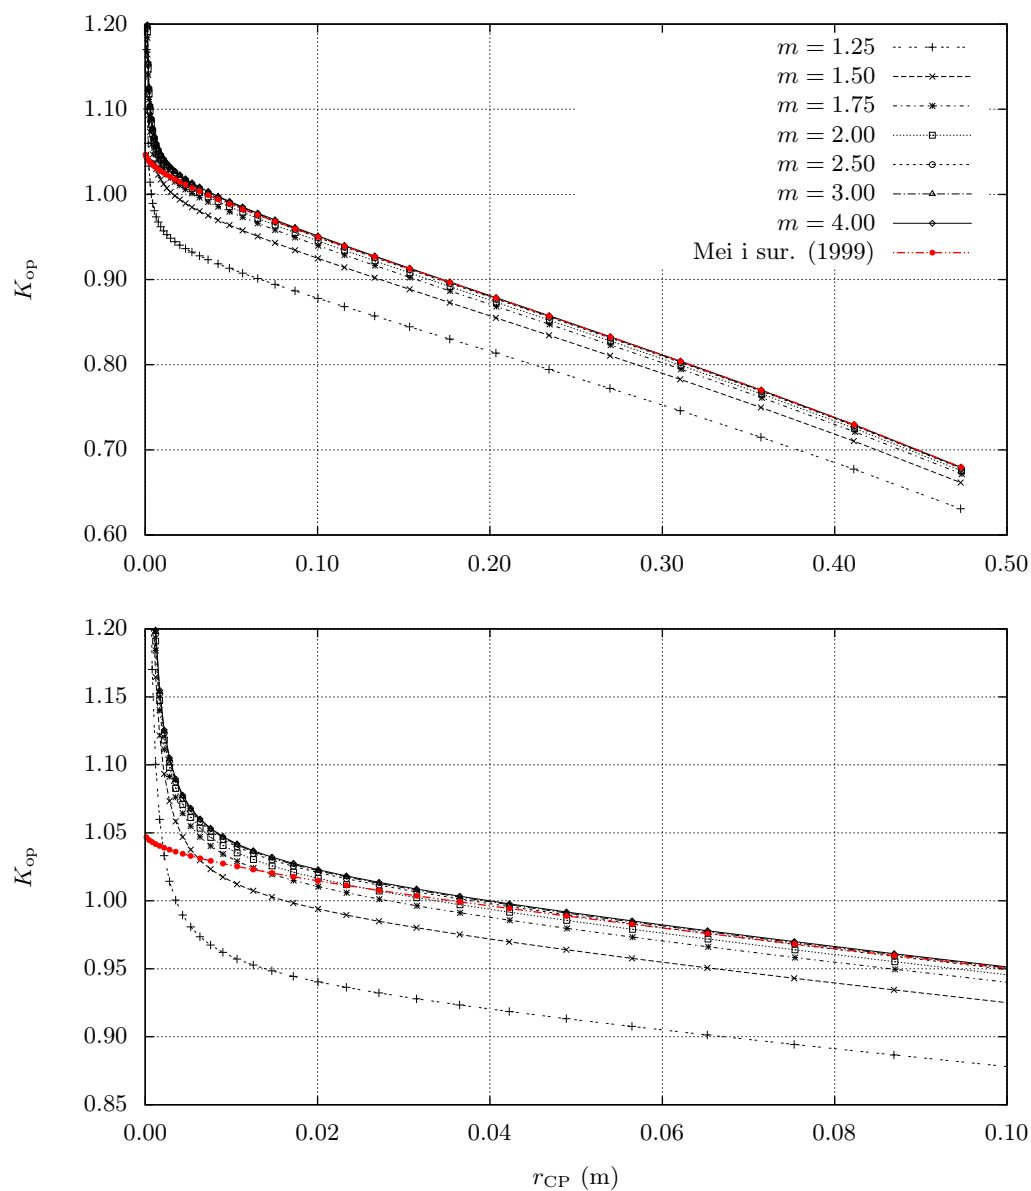 1.20
1.10
1.00
0.90
0.80
0.70
0.60
K_op
0.00 0.10 0.20 0.30 0.40 0.50
m = 1.25
m = 1.50
m = 1.75
m = 2.00
m = 2.50
m = 3.00
m = 4.00
Mei i sur. (1999)
1.20
1.15
1.10
1.05
1.00
0.95
0.90
0.85
K_op
0.00 0.02 0.04 0.06 0.08 0.10
r_CP (m)